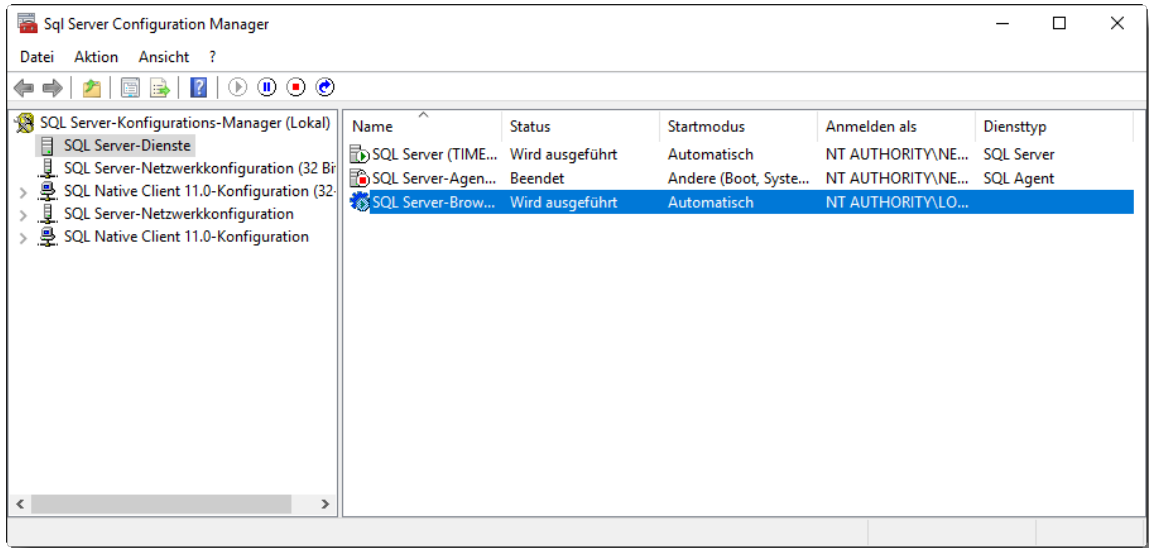 Sql Server Configuration Manager
Datei Aktion Ansicht ?
SQL Server-Konfigurations-Manager (Lokal)
SQL Server-Dienste
SQL Server-Netzwerkkonfiguration (32 Bi
SQL Native Client 11.0-Konfiguration (32-
SQL Server-Netzwerkkonfiguration
SQL Native Client 11.0-Konfiguration
Name Status Startmodus Anmelden als Diensttyp
SQL Server (TIME... Wird ausgeführt Automatisch NT AUTHORITY\NE... SQL Server
SQL Server-Agen... Beendet Andere (Boot, Syste... NT AUTHORITY\NE... SQL Agent
SQL Server-Brow... Wird ausgeführt Automatisch NT AUTHORITY\LO...